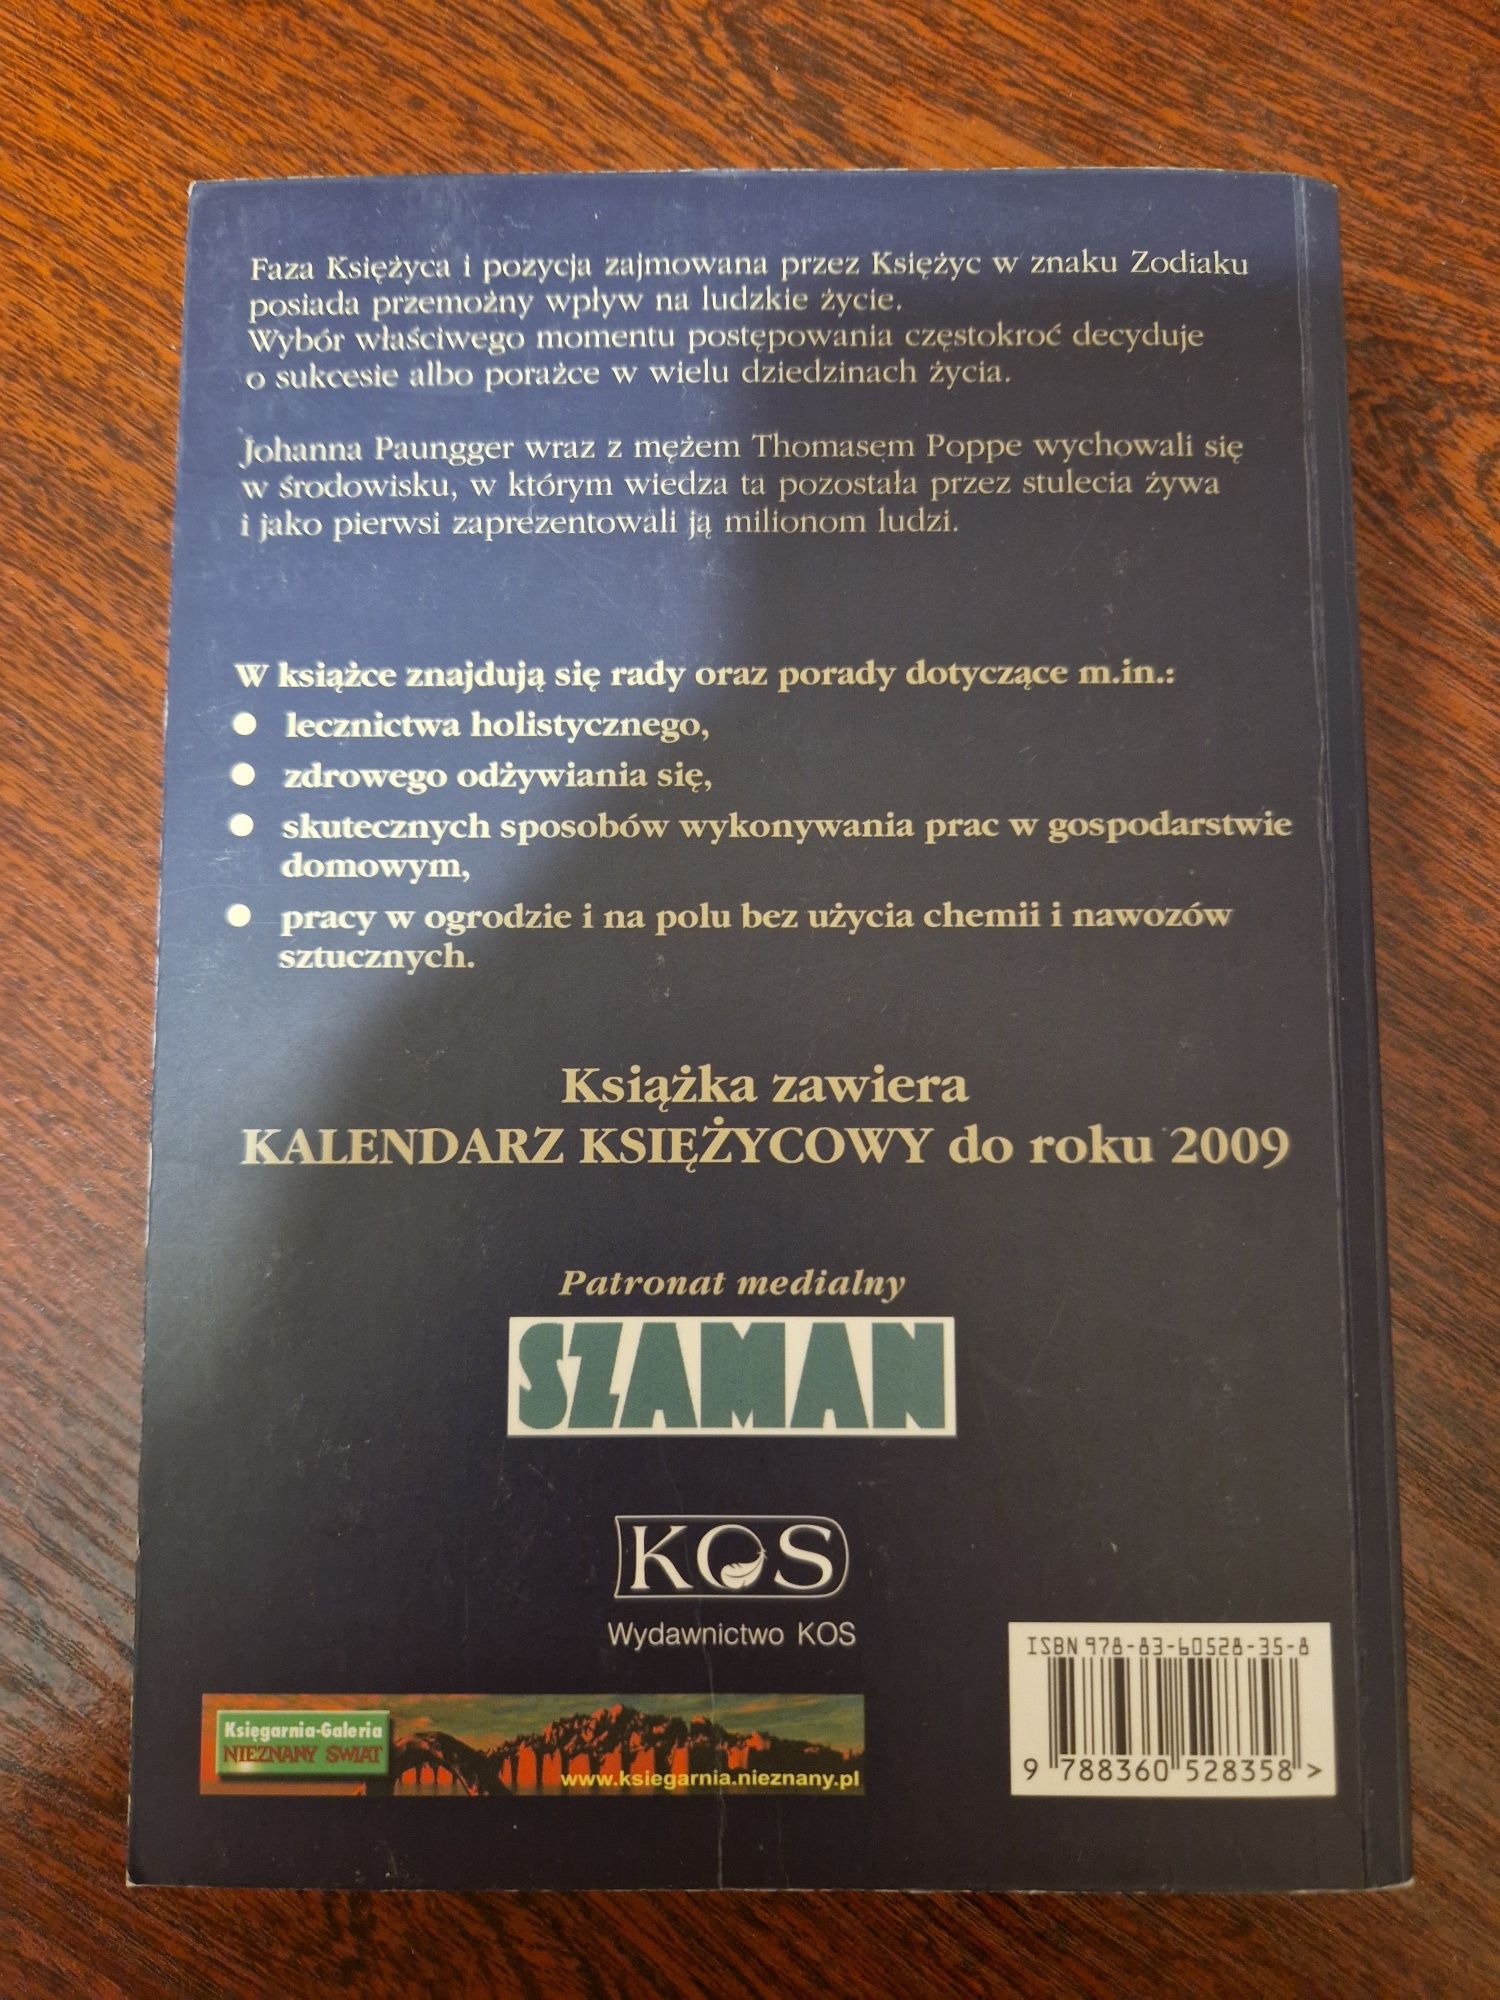 Faza Księżyca i pozycja zajmowana przez Księżyc w znaku Zodiaku
posiada przemożny wpływ na ludzkie życie.
Wybór właściwego momentu postępowania częstokroć decyduje
o sukcesie albo porażce w wielu dziedzinach życia.
Johanna Paungger wraz z mężem Thomasem Poppe wychowali się
w środowisku, w którym wiedza ta pozostała przez stulecia żywa
i jako pierwsi zaprezentowali ją milionom ludzi.
W książce znajdują się rady oraz porady dotyczące m.in.:
● lecznictwa holistycznego,
● zdrowego odżywiania się,
● skutecznych sposobów wykonywania prac w gospodarstwie
domowym,
● pracy w ogrodzie i na polu bez użycia chemii i nawozów
sztucznych.
Książka zawiera
KALENDARZ KSIĘŻYCOWY do roku 2009
Patronat medialny
SZAMAN
KOS
Wydawnictwo KOS
ISBN 978-83-60528-35-8
9 788360 528358 >
Księgarnia-Galeria
NIEZNANY ŚWIAT
www.ksiegarnia.nieznany.pl